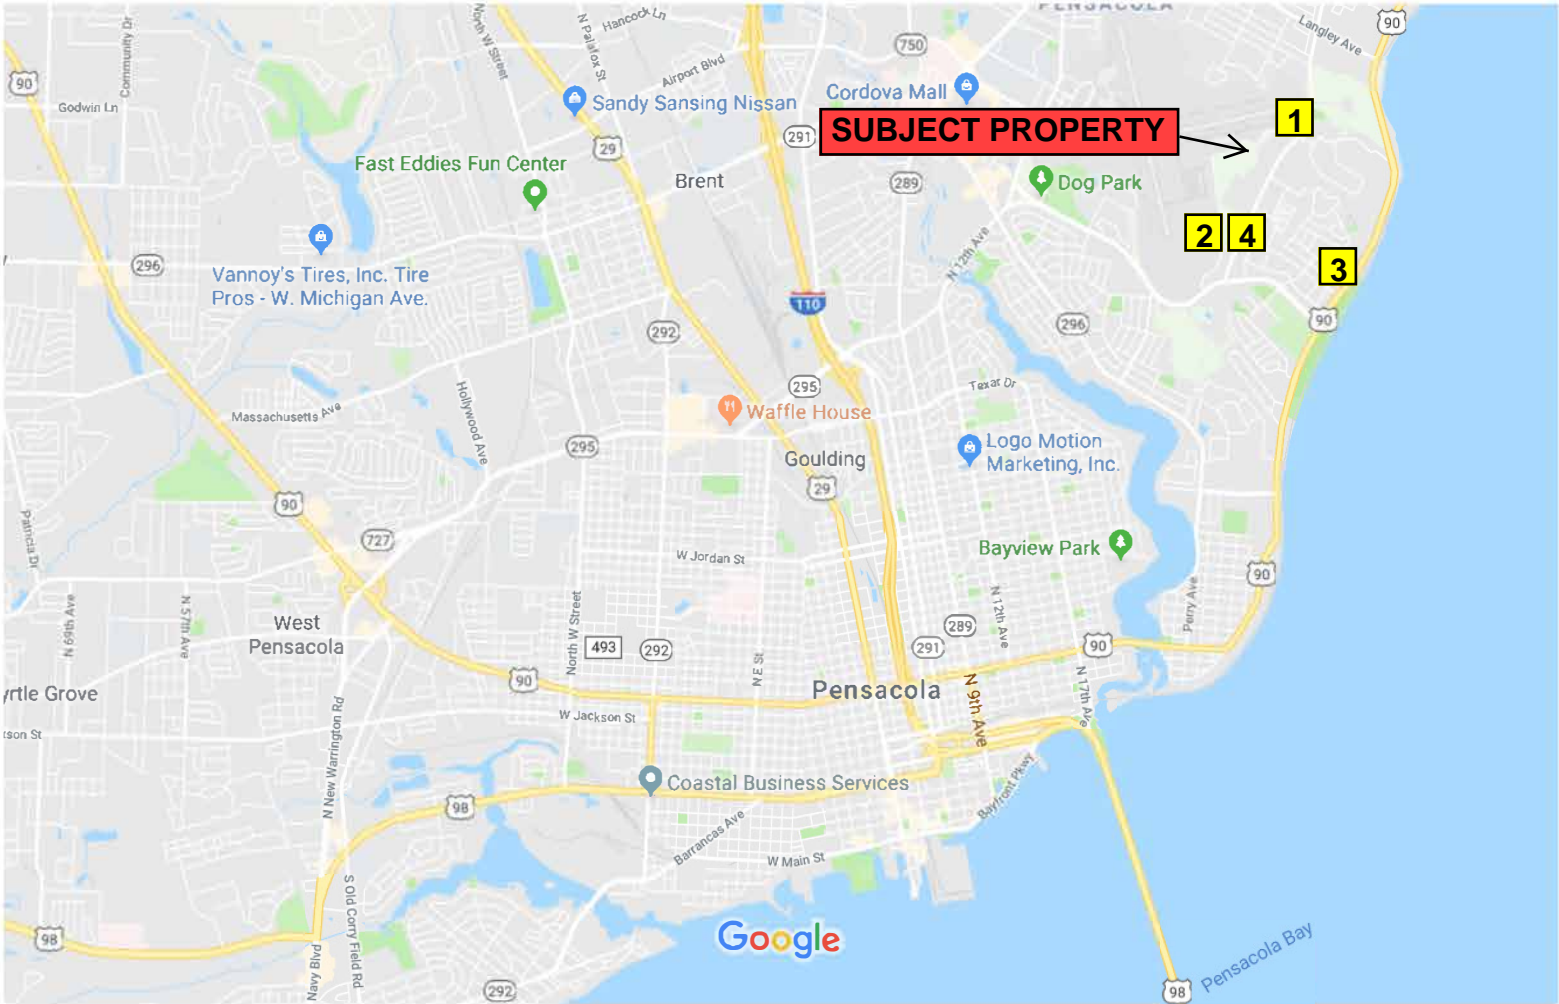 PENSACOLA
Hancock Ln
N Palafox St
North W Street
Community Dr
Langley Ave
90
750
90
Airport Blvd
Godwin Ln
Sandy Sansing Nissan
Cordova Mall
1
SUBJECT PROPERTY
291
29
Fast Eddies Fun Center
Brent
289
Dog Park
2
4
N 12th Ave
296
Vannoy's Tires, Inc. Tire
Pros - W. Michigan Ave.
3
110
90
296
292
295
Texar Dr
Hollywood Ave
Massachusetts Ave
Waffle House
295
Logo Motion
Marketing, Inc.
Goulding
29
90
Patricia Dr
727
W Jordan St
Bayview Park
90
N 69th Ave
N 57th Ave
North W Street
N 12th Ave
Perry Ave
West
Pensacola
289
493
292
291
90
N E St
90
Pensacola
N 9th Ave
N 17th Ave
yrtle Grove
W Jackson St
tson St
N New Warrington Rd
Coastal Business Services
98
Bayfront Pkwy
Barrancas Ave
W Main St
S Old Corry Field Rd
Google
98
Navy Blvd
292
Pensacola Bay
98